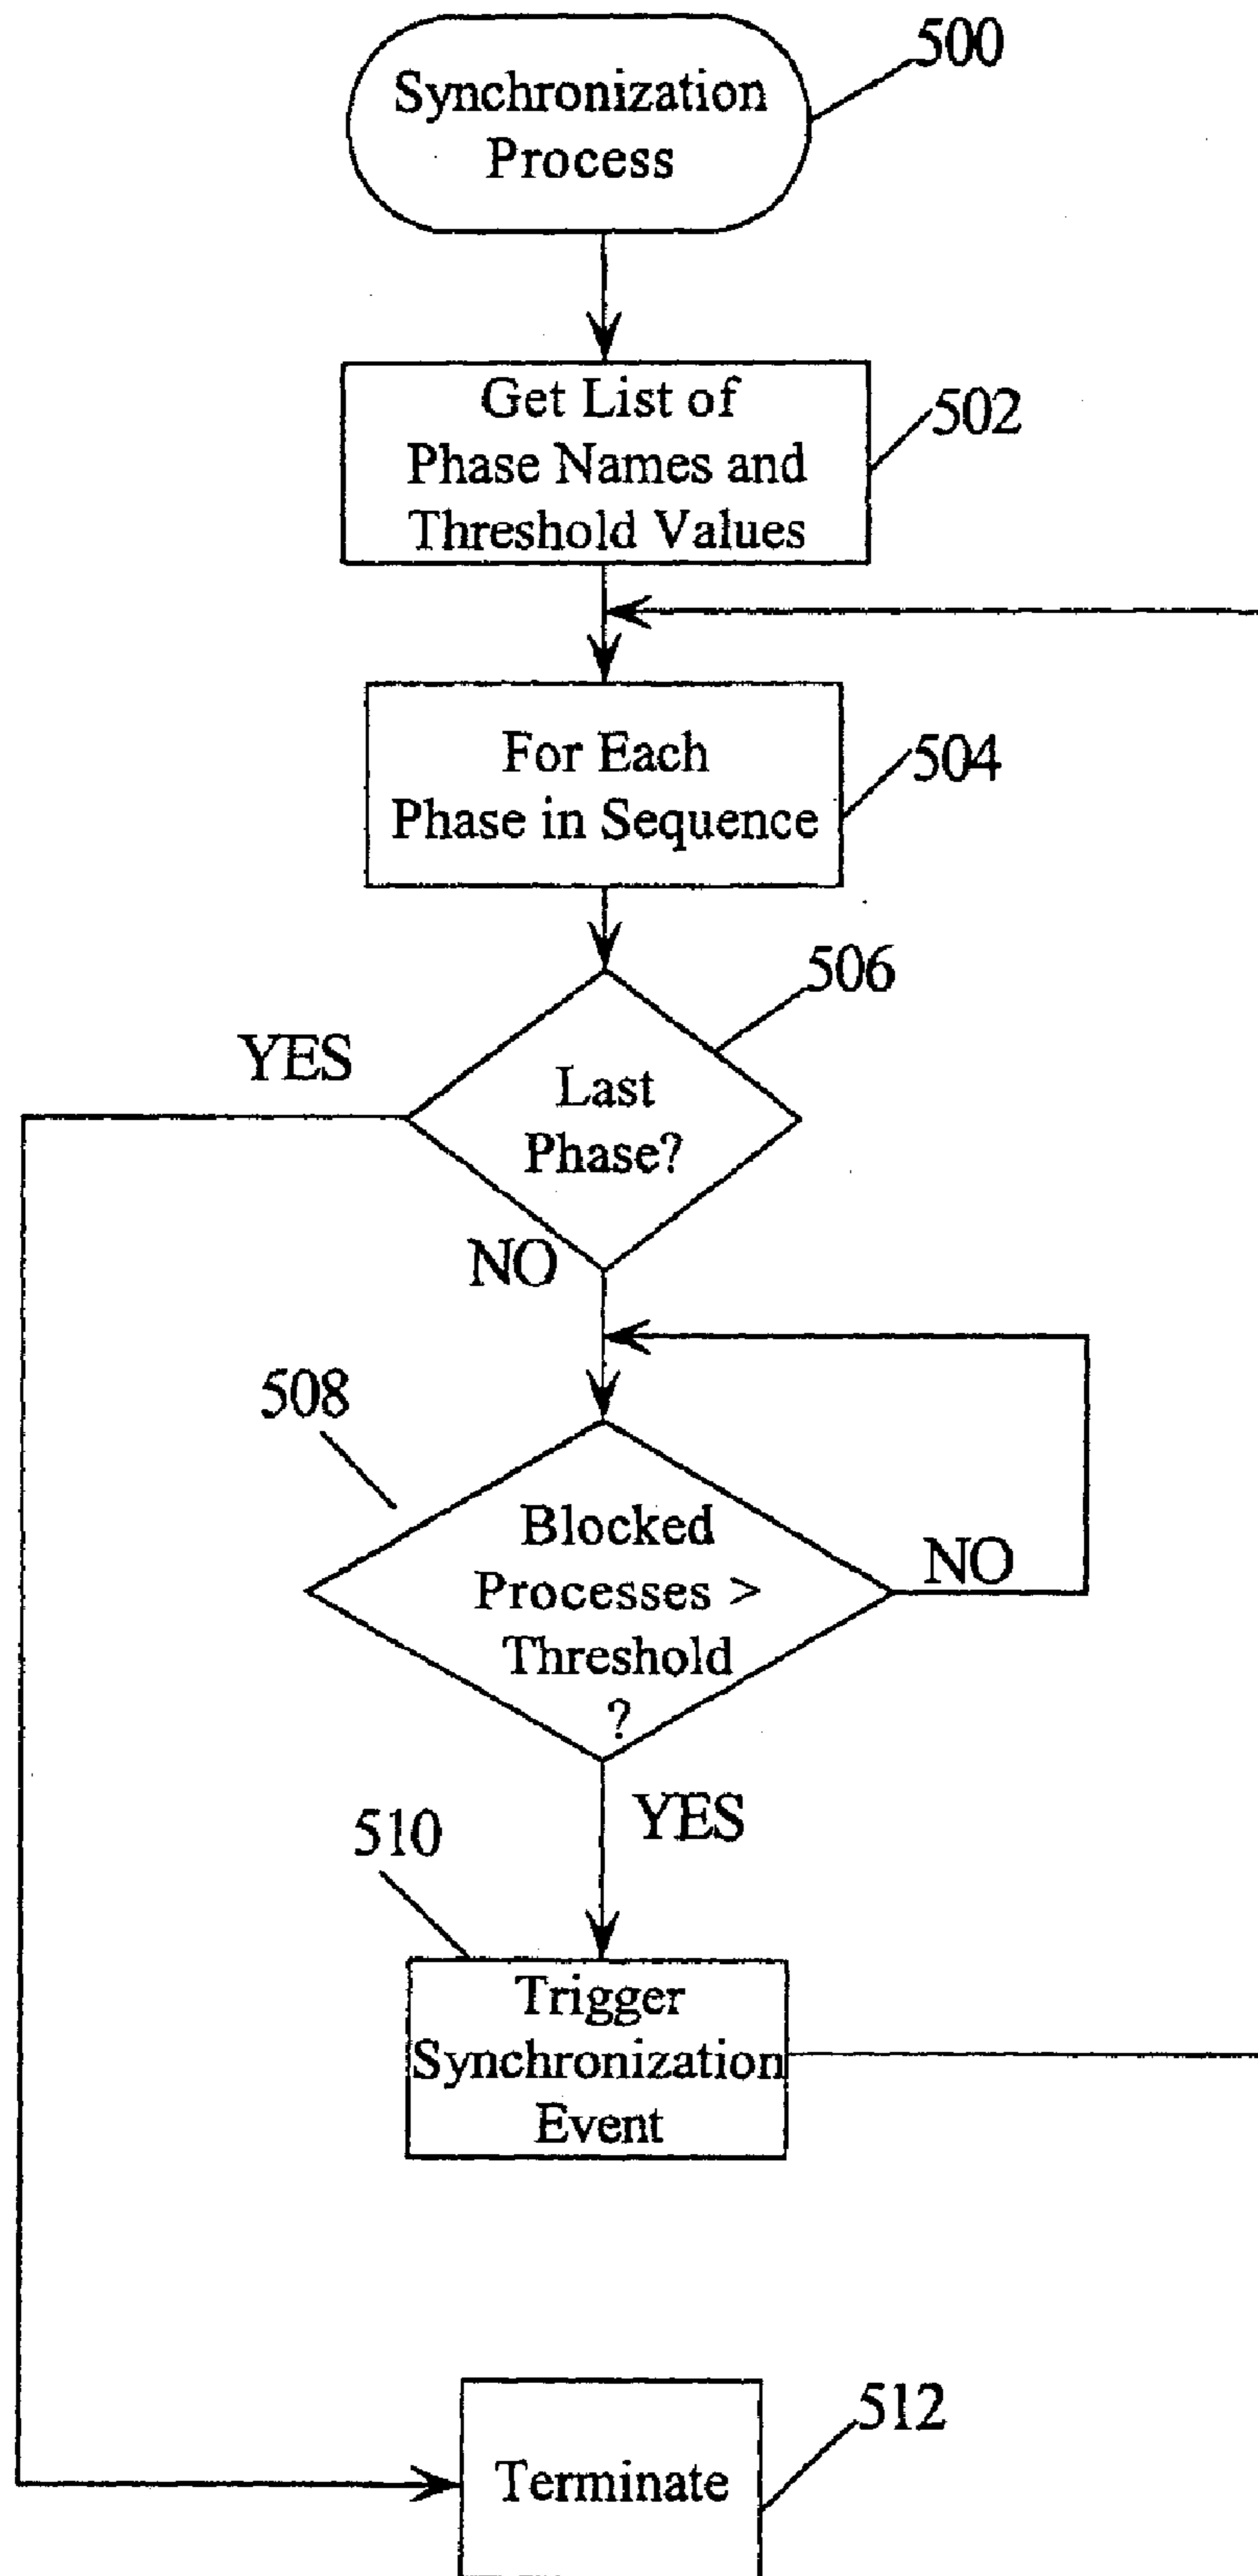 500
Synchronization
Process
Get List of
Phase Names and
Threshold Values
502
For Each
Phase in Sequence
504
506
YES
Last
Phase?
NO
508
Blocked
Processes >
Threshold
?
NO
YES
510
Trigger
Synchronization
Event
512
Terminate